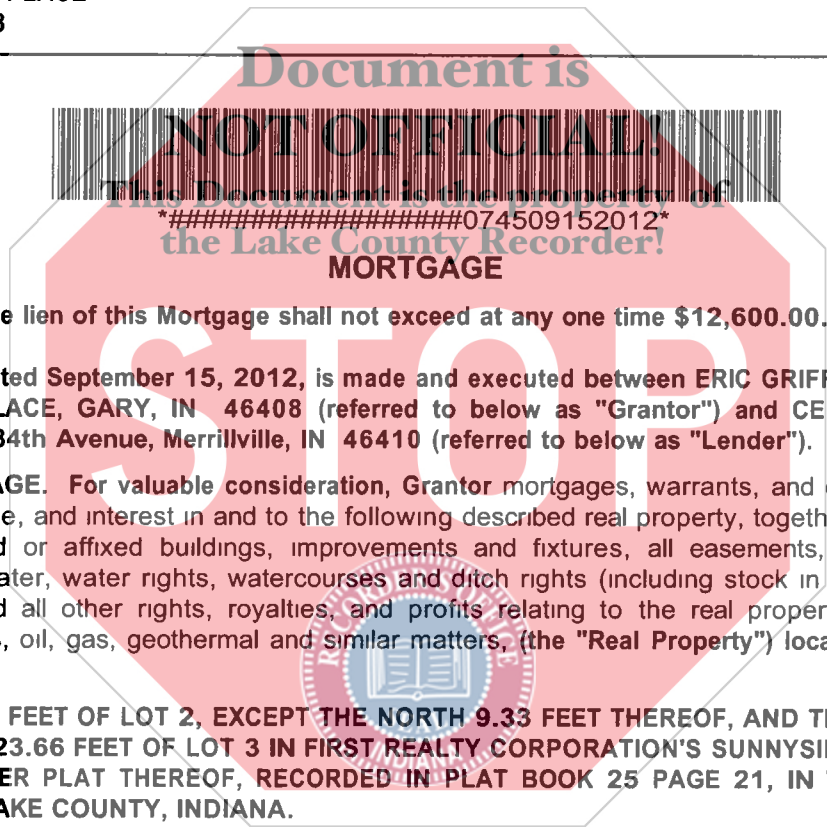 3
Document is
NOT OFFICIAL!
This Document is the property of
*##################074509152012*
the Lake County Recorder!
MORTGAGE
e lien of this Mortgage shall not exceed at any one time $12,600.00.
ted September 15, 2012, is made and executed between ERIC GRIFF
LACE, GARY, IN 46408 (referred to below as "Grantor") and CE
4th Avenue, Merrillville, IN 46410 (referred to below as "Lender").
GE. For valuable consideration, Grantor mortgages, warrants, and
e, and interest in and to the following described real property, togeth
d or affixed buildings, improvements and fixtures, all easements,
ater, water rights, watercourses and ditch rights (including stock in
d all other rights, royalties, and profits relating to the real proper
, oil, gas, geothermal and similar matters, (the "Real Property") loca
FEET OF LOT 2, EXCEPT THE NORTH 9.33 FEET THEREOF, AND T
23.66 FEET OF LOT 3 IN FIRST REALTY CORPORATION'S SUNNYSI
ER PLAT THEREOF, RECORDED IN PLAT BOOK 25 PAGE 21, IN
AKE COUNTY, INDIANA.
STOP
INDIANA